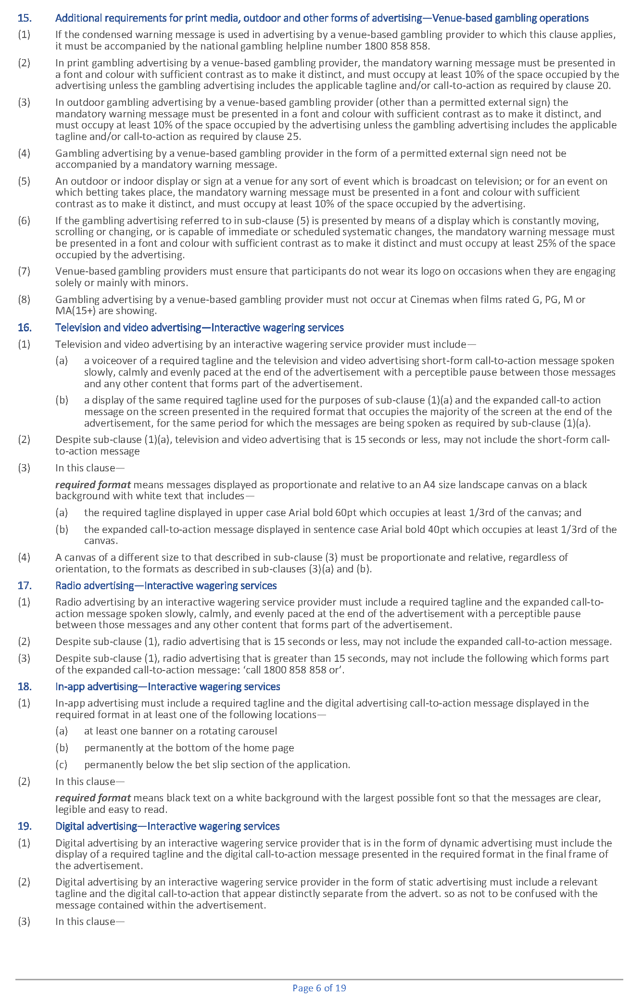 15. Additional requirements for print media, outdoor and other forms of advertising—Venue-based gambling operations
(1) If the condensed warning message is used in advertising by a venue-based gambling provider to which this clause applies,
it must be accompanied by the national gambling helpline number 1800 858 858.
(2) In print gambling advertising by a venue-based gambling provider, the mandatory warning message must be presented in
a font and colour with sufficient contrast as to make it distinct, and must occupy at least 10% of the space occupied by the
advertising unless the gambling advertising includes the applicable tagline and/or call-to-action as required by clause 20.
(3) In outdoor gambling advertising by a venue-based gambling provider (other than a permitted external sign) the
mandatory warning message must be presented in a font and colour with sufficient contrast as to make it distinct, and
must occupy at least 10% of the space occupied by the advertising unless the gambling advertising includes the applicable
tagline and/or call-to-action as required by clause 25.
(4) Gambling advertising by a venue-based gambling provider in the form of a permitted external sign need not be
accompanied by a mandatory warning message.
(5) An outdoor or indoor display or sign at a venue for any sort of event which is broadcast on television; or for an event on
which betting takes place, the mandatory warning message must be presented in a font and colour with sufficient
contrast as to make it distinct, and must occupy at least 10% of the space occupied by the advertising.
(6) If the gambling advertising referred to in sub-clause (5) is presented by means of a display which is constantly moving,
scrolling or changing, or is capable of immediate or scheduled systematic changes, the mandatory warning message must
be presented in a font and colour with sufficient contrast as to make it distinct and must occupy at least 25% of the space
occupied by the advertising.
(7) Venue-based gambling providers must ensure that participants do not wear its logo on occasions when they are engaging
solely or mainly with minors.
(8) Gambling advertising by a venue-based gambling provider must not occur at Cinemas when films rated G, PG, M or
MA(15+) are showing.
16. Television and video advertising—Interactive wagering services
(1) Television and video advertising by an interactive wagering service provider must include—
(a) a voiceover of a required tagline and the television and video advertising short-form call-to-action message spoken
slowly, calmly and evenly paced at the end of the advertisement with a perceptible pause between those messages
and any other content that forms part of the advertisement.
(b) a display of the same required tagline used for the purposes of sub-clause (1)(a) and the expanded call-to action
message on the screen presented in the required format that occupies the majority of the screen at the end of the
advertisement, for the same period for which the messages are being spoken as required by sub-clause (1)(a).
(2) Despite sub-clause (1)(a), television and video advertising that is 15 seconds or less, may not include the short-form call-
to-action message
(3) In this clause—
required format means messages displayed as proportionate and relative to an A4 size landscape canvas on a black
background with white text that includes—
(a) the required tagline displayed in upper case Arial bold 60pt which occupies at least 1/3rd of the canvas; and
(b) the expanded call-to-action message displayed in sentence case Arial bold 40pt which occupies at least 1/3rd of the
canvas.
(4) A canvas of a different size to that described in sub-clause (3) must be proportionate and relative, regardless of
orientation, to the formats as described in sub-clauses (3)(a) and (b).
17. Radio advertising—Interactive wagering services
(1) Radio advertising by an interactive wagering service provider must include a required tagline and the expanded call-to-
action message spoken slowly, calmly, and evenly paced at the end of the advertisement with a perceptible pause
between those messages and any other content that forms part of the advertisement.
(2) Despite sub-clause (1), radio advertising that is 15 seconds or less, may not include the expanded call-to-action message.
(3) Despite sub-clause (1), radio advertising that is greater than 15 seconds, may not include the following which forms part
of the expanded call-to-action message: ‘call 1800 858 858 or’.
18. In-app advertising—Interactive wagering services
(1) In-app advertising must include a required tagline and the digital advertising call-to-action message displayed in the
required format in at least one of the following locations—
(a) at least one banner on a rotating carousel
(b) permanently at the bottom of the home page
(c) permanently below the bet slip section of the application.
(2) In this clause—
required format means black text on a white background with the largest possible font so that the messages are clear,
legible and easy to read.
19. Digital advertising—Interactive wagering services
(1) Digital advertising by an interactive wagering service provider that is in the form of dynamic advertising must include the
display of a required tagline and the digital call-to-action message presented in the required format in the final frame of
the advertisement.
(2) Digital advertising by an interactive wagering service provider in the form of static advertising must include a relevant
tagline and the digital call-to-action that appear distinctly separate from the advert. so as not to be confused with the
message contained within the advertisement.
(3) In this clause—
Page 6 of 19